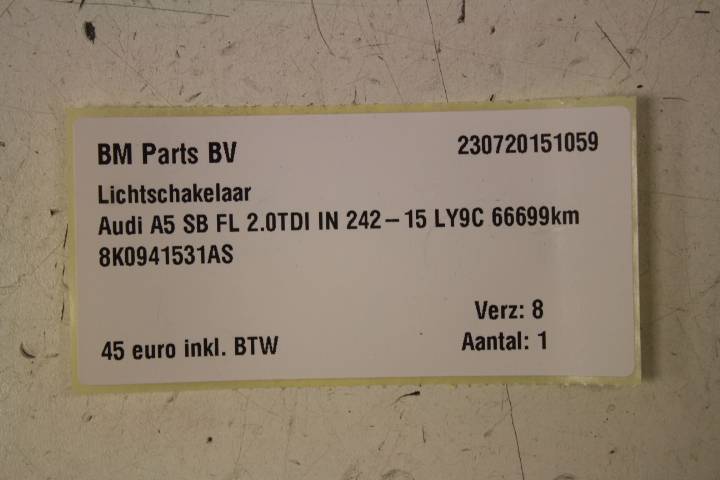 BM Parts BV 230720151059
Lichtschakelaar
Audi A5 SB FL 2.0TDI IN 242 – 15 LY9C 66699km
8K0941531AS
Verz: 8
45 euro inkl. BTW Aantal: 1